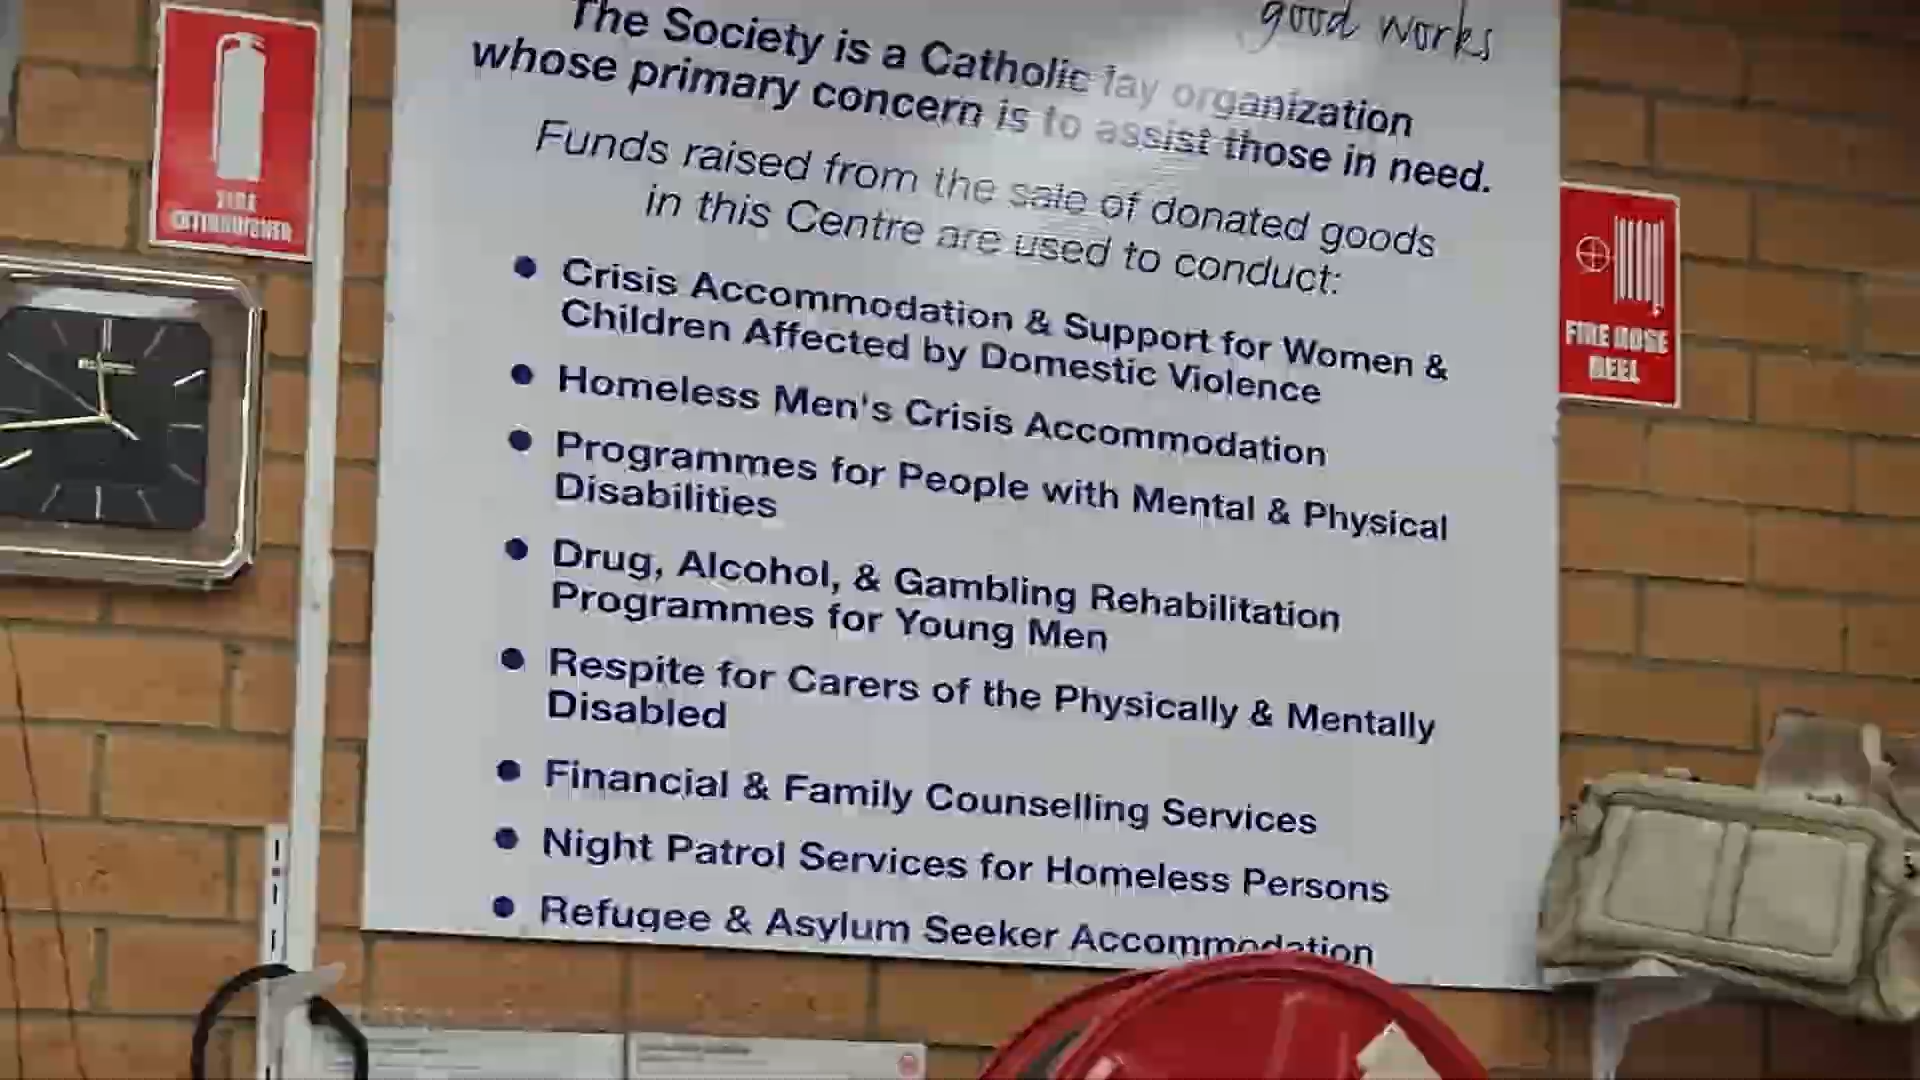 good works
The Society is a Catholic lay organization
whose primary concern is to assist those in need.
Funds raised from the sale of donated goods
in this Centre are used to conduct:
• Crisis Accommodation & Support for Women &
Children Affected by Domestic Violence
• Homeless Men's Crisis Accommodation
• Programmes for People with Mental & Physical
Disabilities
• Drug, Alcohol, & Gambling Rehabilitation
Programmes for Young Men
• Respite for Carers of the Physically & Mentally
Disabled
• Financial & Family Counselling Services
• Night Patrol Services for Homeless Persons
• Refugee & Asylum Seeker Accommodation
FIRE
EXTINGUISHER
FIRE HOSE
REEL